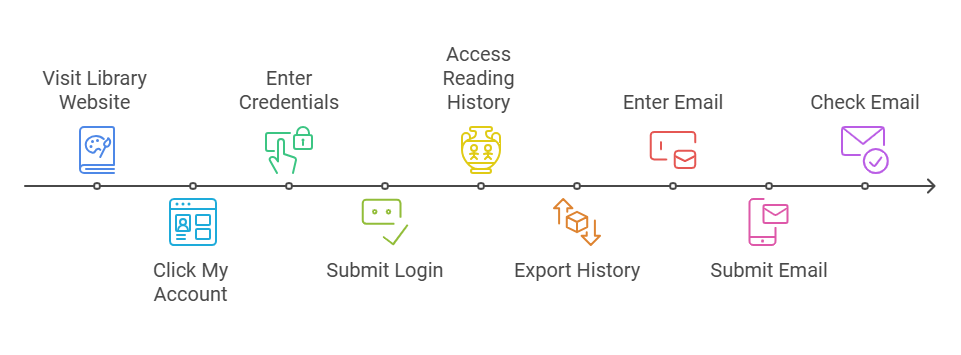 Visit Library
Website
Click My
Account
Enter
Credentials
Submit Login
Access
Reading
History
Export History
Enter Email
Submit Email
Check Email